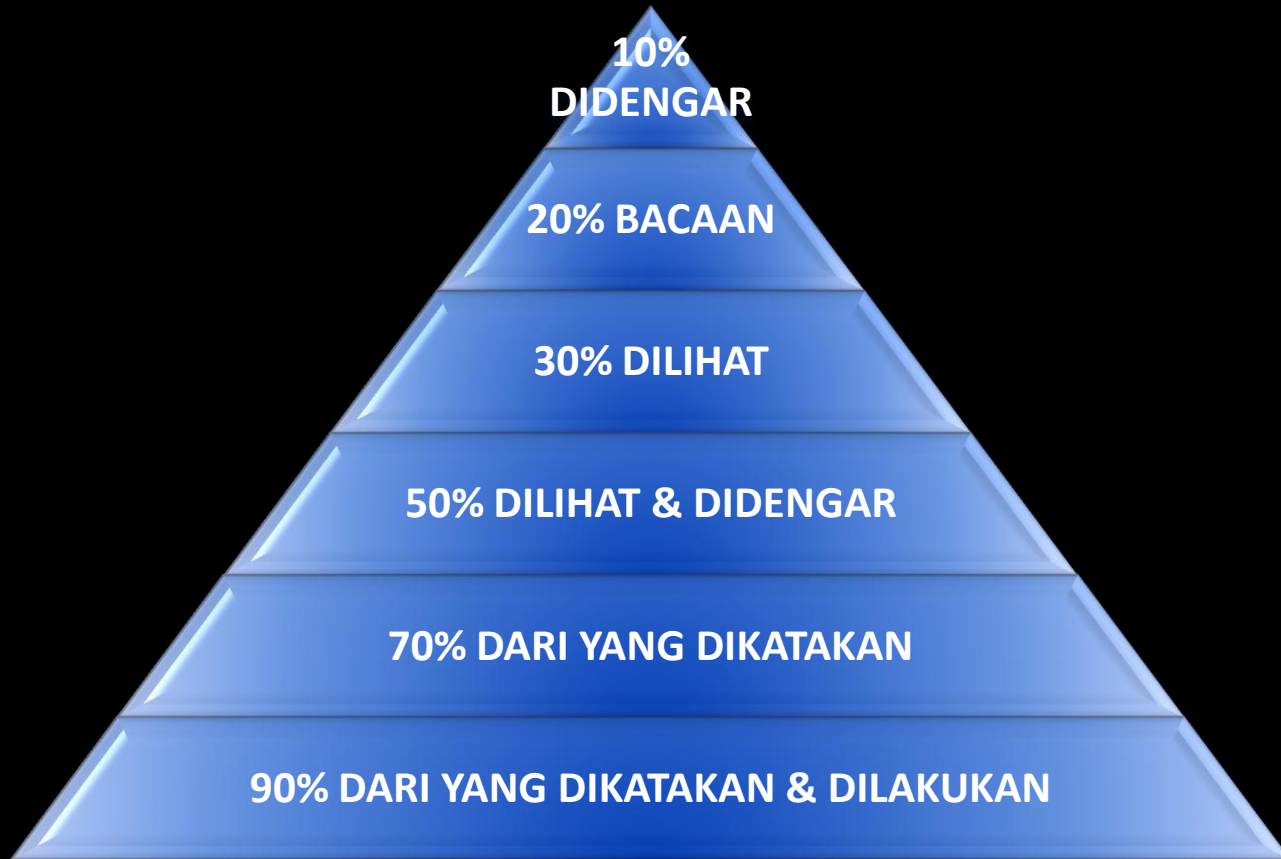 10%
DIDENGAR
20% BACAAN
30% DILIHAT
50% DILIHAT & DIDENGAR
70% DARI YANG DIKATAKAN
90% DARI YANG DIKATAKAN & DILAKUKAN